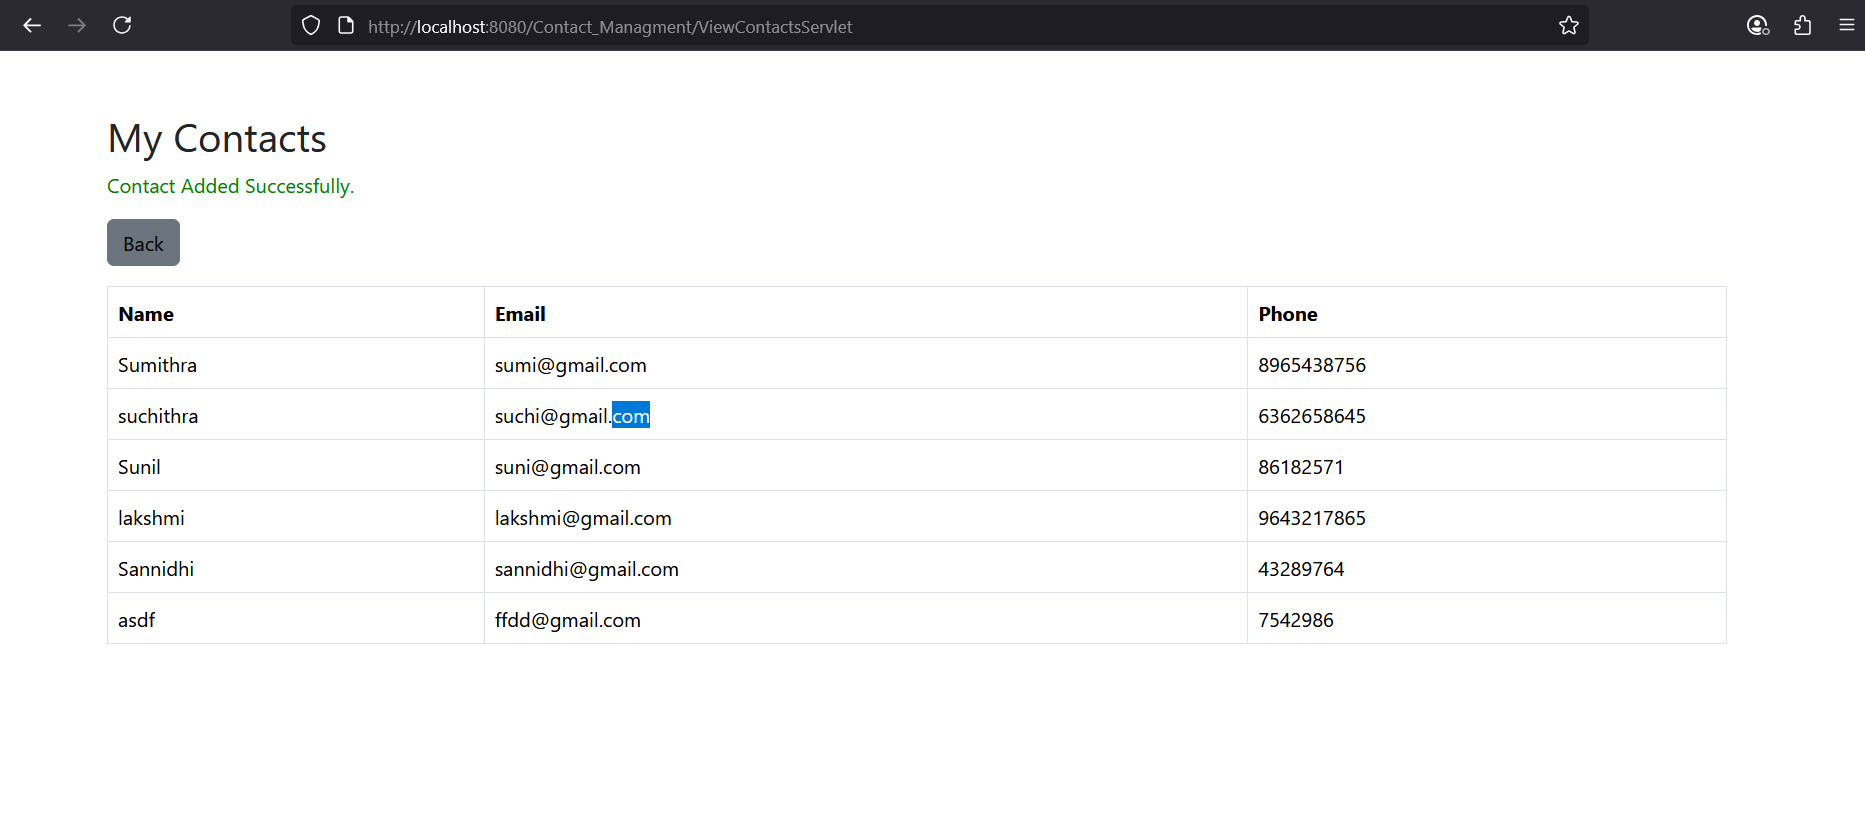 http://localhost:8080/Contact_Managment/ViewContactsServlet
My Contacts
Contact Added Successfully.
Back
Name Email Phone
Sumithra sumi@gmail.com 8965438756
suchithra suchi@gmail.com 6362658645
Sunil suni@gmail.com 86182571
lakshmi lakshmi@gmail.com 9643217865
Sannidhi sannidhi@gmail.com 43289764
asdf ffdd@gmail.com 7542986